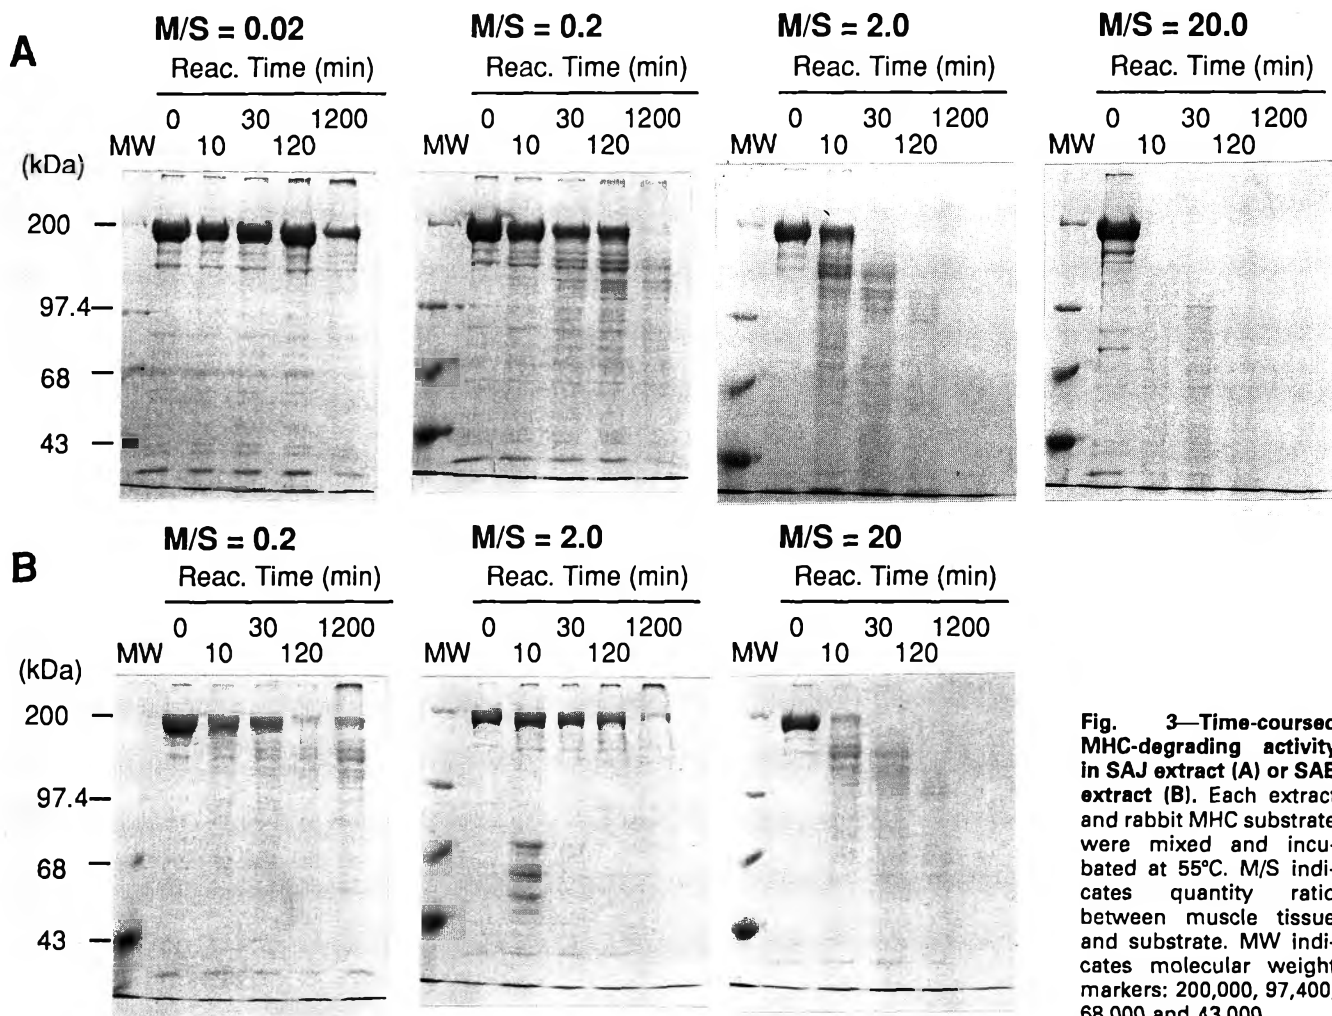 A
M/S = 0.02
M/S = 0.2
M/S = 2.0
M/S = 20.0
Reac. Time (min)
Reac. Time (min)
Reac. Time (min)
Reac. Time (min)
0 30 1200
0 30 1200
0 30 1200
0 30 1200
MW 10 120
MW 10 120
MW 10 120
MW 10 120
(kDa)
200
97.4
68
43
B
M/S = 0.2
M/S = 2.0
M/S = 20
Reac. Time (min)
Reac. Time (min)
Reac. Time (min)
0 30 1200
0 30 1200
0 30 1200
MW 10 120
MW 10 120
MW 10 120
(kDa)
200
97.4
68
43
Fig. 3—Time-coursed
MHC-degrading activity
in SAJ extract (A) or SAE
extract (B). Each extract
and rabbit MHC substrate
were mixed and incu-
bated at 55°C. M/S indi-
cates quantity ratio
between muscle tissue
and substrate. MW indi-
cates molecular weight
markers: 200,000, 97,400,
68,000 and 43,000